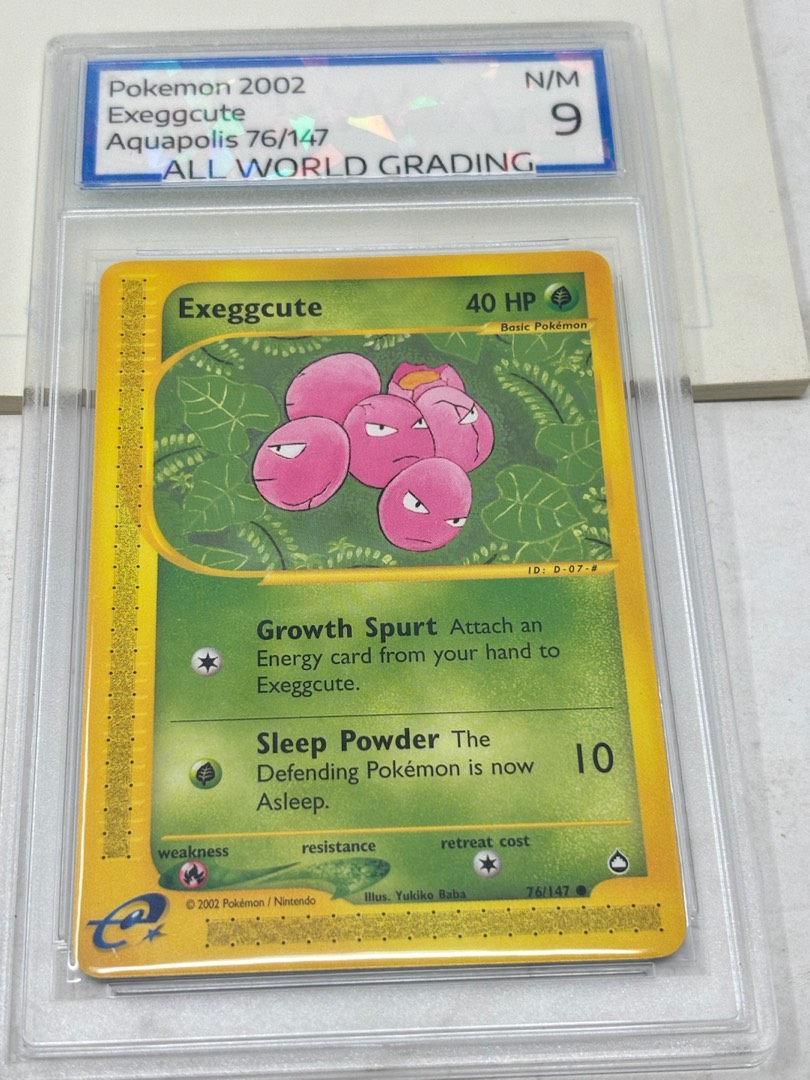 Pokemon 2002
N/M
Exeggcute
9
Aquapolis 76/147
ALL WORLD GRADING
Exeggcute
40 HP
Basic Pokémon
ID: D-07-#
Growth Spurt Attach an
Energy card from your hand to
Exeggcute.
Sleep Powder The
Defending Pokémon is now
Asleep.
10
weakness
resistance
retreat cost
Illus. Yukiko Baba
76/147
© 2002 Pokémon / Nintendo
e